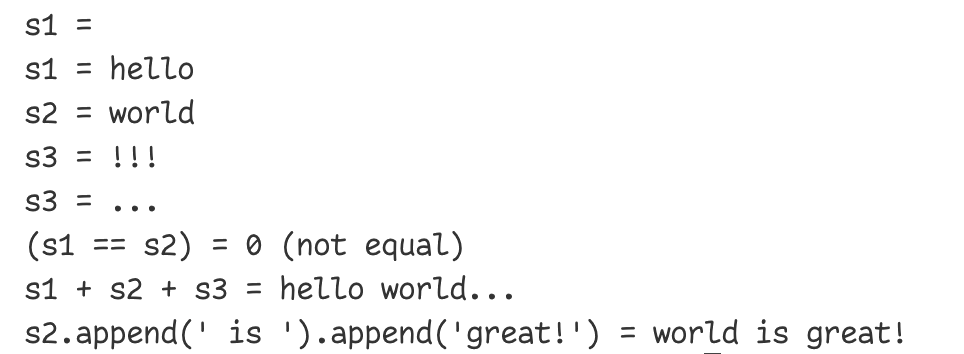 s1 =
s1 = hello
s2 = world
s3 = !!!
s3 = ...
(s1 == s2) = 0 (not equal)
s1 + s2 + s3 = hello world...
s2.append(' is ').append('great!') = world is great!